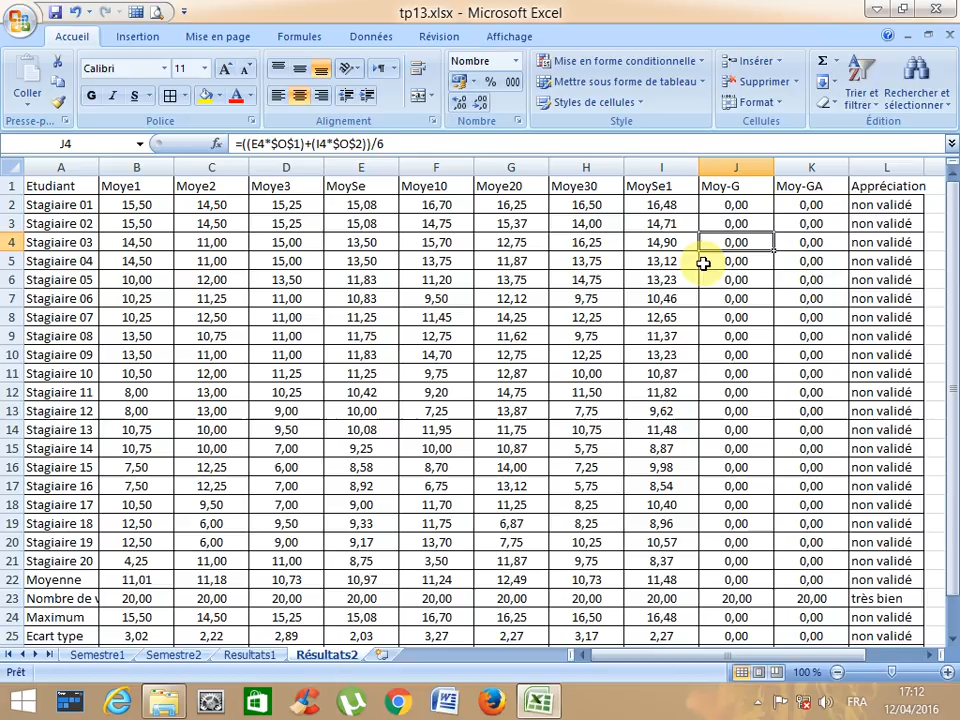 tp13.xlsx - Microsoft Excel
Accueil Insertion Mise en page Formules Données Révision Affichage
Coller
Calibri 11 A A
G I S A
Nombre
% 000
Mise en forme conditionnelle
Mettre sous forme de tableau
Styles de cellules
Insérer
Supprimer
Format
Σ
Trier et filtrer
Rechercher et sélectionner
Presse-p... Police Alignement Nombre Style Cellules Édition
J4 fx =((E4*$O$1)+(I4*$O$2))/6
A B C D E F G H I J K L
1 Etudiant Moye1 Moye2 Moye3 MoySe Moye10 Moye20 Moye30 MoySe1 Moy-G Moy-GA Appréciation
2 Stagiaire 01 15,50 14,50 15,25 15,08 16,70 16,25 16,50 16,48 0,00 0,00 non validé
3 Stagiaire 02 15,50 14,50 15,25 15,08 14,75 15,37 14,00 14,71 0,00 0,00 non validé
4 Stagiaire 03 14,50 11,00 15,00 13,50 15,70 12,75 16,25 14,90 0,00 0,00 non validé
5 Stagiaire 04 14,50 11,00 15,00 13,50 13,75 11,87 13,75 13,12 0,00 0,00 non validé
6 Stagiaire 05 10,00 12,00 13,50 11,83 11,20 13,75 14,75 13,23 0,00 0,00 non validé
7 Stagiaire 06 10,25 11,25 11,00 10,83 9,50 12,12 9,75 10,46 0,00 0,00 non validé
8 Stagiaire 07 10,25 12,50 11,00 11,25 11,45 14,25 12,25 12,65 0,00 0,00 non validé
9 Stagiaire 08 13,50 10,75 11,00 11,75 12,75 11,62 9,75 11,37 0,00 0,00 non validé
10 Stagiaire 09 13,50 11,00 11,00 11,83 14,70 12,75 12,25 13,23 0,00 0,00 non validé
11 Stagiaire 10 10,50 12,00 11,25 11,25 9,75 12,87 10,00 10,87 0,00 0,00 non validé
12 Stagiaire 11 8,00 13,00 10,25 10,42 9,20 14,75 11,50 11,82 0,00 0,00 non validé
13 Stagiaire 12 8,00 13,00 9,00 10,00 7,25 13,87 7,75 9,62 0,00 0,00 non validé
14 Stagiaire 13 10,75 10,00 9,50 10,08 11,95 11,75 10,75 11,48 0,00 0,00 non validé
15 Stagiaire 14 10,75 10,00 7,00 9,25 10,00 10,87 5,75 8,87 0,00 0,00 non validé
16 Stagiaire 15 7,50 12,25 6,00 8,58 8,70 14,00 7,25 9,98 0,00 0,00 non validé
17 Stagiaire 16 7,50 12,25 7,00 8,92 6,75 13,12 5,75 8,54 0,00 0,00 non validé
18 Stagiaire 17 10,50 9,50 7,00 9,00 11,70 11,25 8,25 10,40 0,00 0,00 non validé
19 Stagiaire 18 12,50 6,00 9,50 9,33 11,75 6,87 8,25 8,96 0,00 0,00 non validé
20 Stagiaire 19 12,50 6,00 9,00 9,17 13,70 7,75 10,25 10,57 0,00 0,00 non validé
21 Stagiaire 20 4,25 11,00 11,00 8,75 3,50 11,87 9,75 8,37 0,00 0,00 non validé
22 Moyenne 11,01 11,18 10,73 10,97 11,24 12,49 10,73 11,48 0,00 0,00 non validé
23 Nombre de v 20,00 20,00 20,00 20,00 20,00 20,00 20,00 20,00 20,00 20,00 très bien
24 Maximum 15,50 14,50 15,25 15,08 16,70 16,25 16,50 16,48 0,00 0,00 non validé
25 Ecart type 3,02 2,22 2,89 2,03 3,27 2,27 3,17 2,27 0,00 0,00 non validé
Semestre1 Semestre2 Resultats1 Résultats2
Prêt 100 %
FRA 17:12
12/04/2016